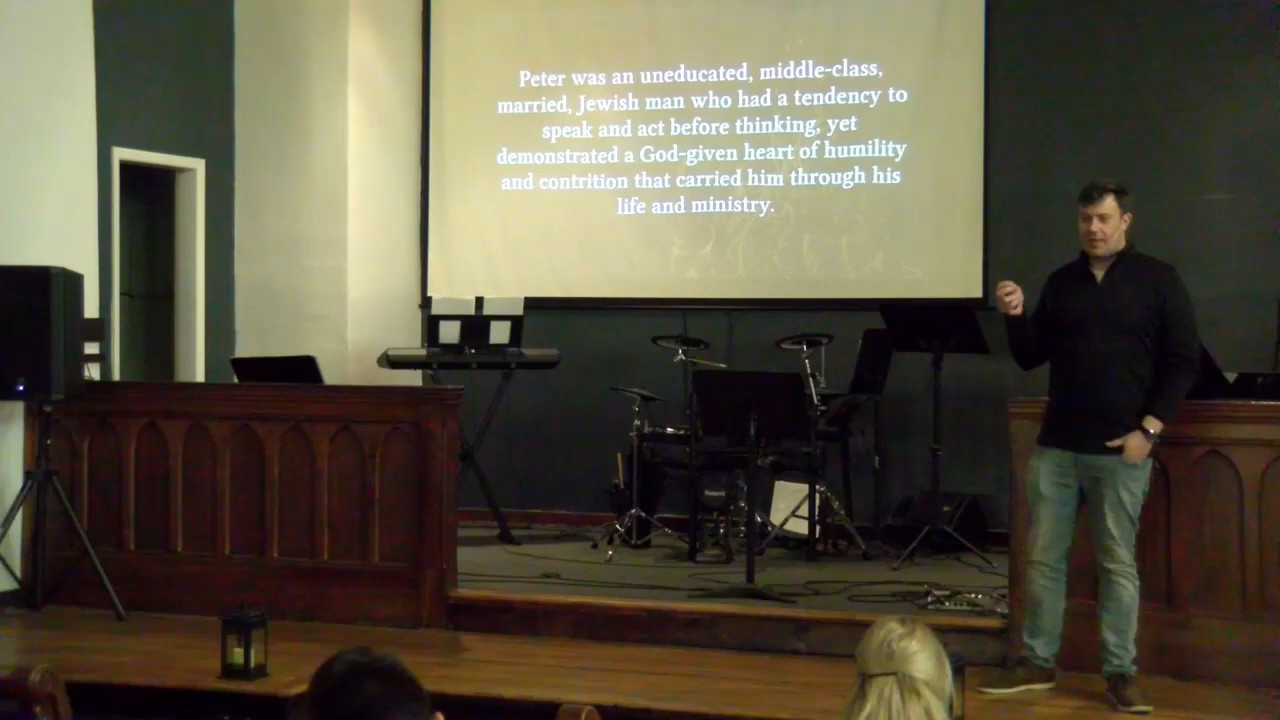 Peter was an uneducated, middle-class,
married, Jewish man who had a tendency to
speak and act before thinking, yet
demonstrated a God-given heart of humility
and contrition that carried him through his
life and ministry.
Roland